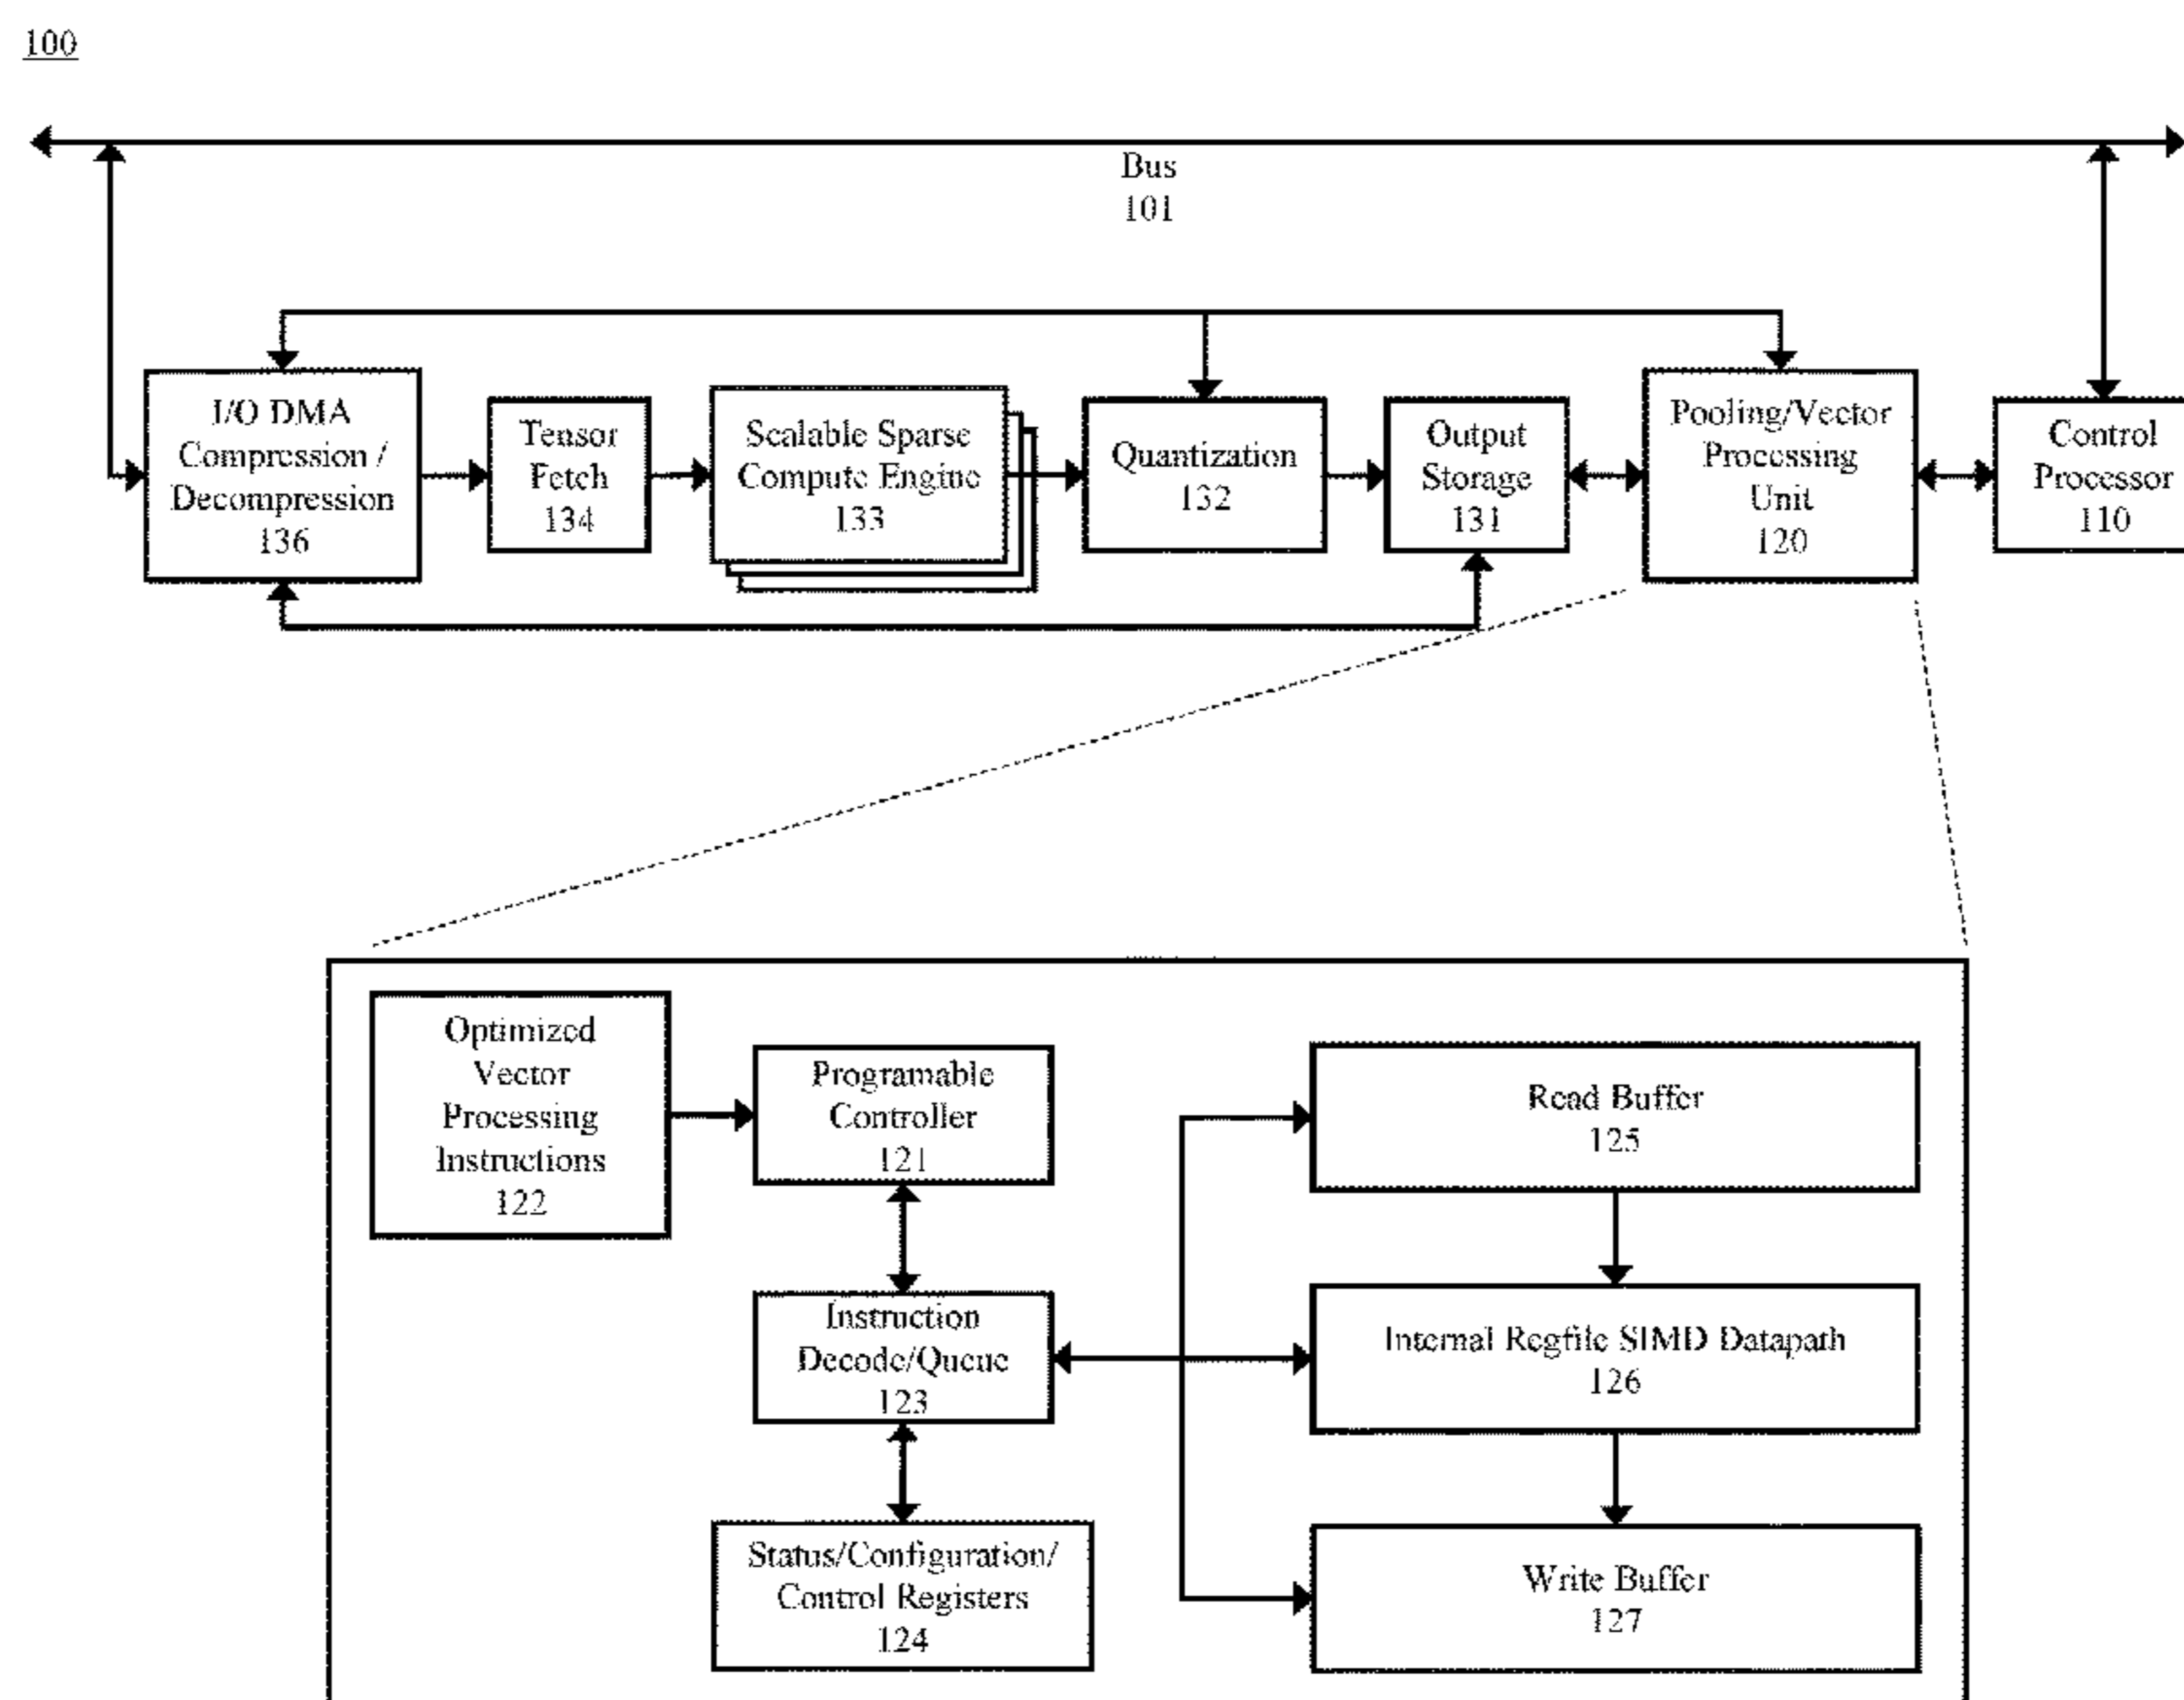 100
Bus
101
I/O DMA
Compression /
Decompression
136
Tensor
Fetch
134
Scalable Sparse
Compute Engine
133
Quantization
132
Output
Storage
131
Pooling/Vector
Processing
Unit
120
Control
Processor
110
Optimized
Vector
Processing
Instructions
122
Programable
Controller
121
Instruction
Decode/Queue
123
Status/Configuration/
Control Registers
124
Read Buffer
125
Internal Regfile SIMD Datapath
126
Write Buffer
127